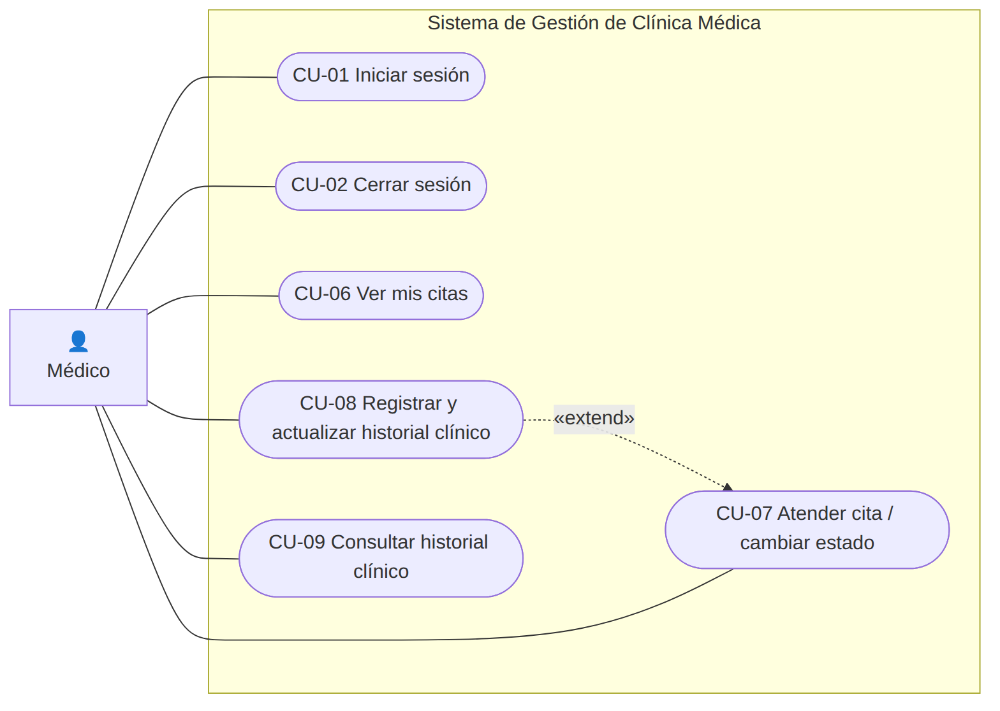 Sistema de Gestión de Clínica Médica
CU-01 Iniciar sesión
CU-02 Cerrar sesión
CU-06 Ver mis citas
Médico
CU-08 Registrar y
actualizar historial clínico
«extend»
CU-07 Atender cita /
cambiar estado
CU-09 Consultar historial
clínico